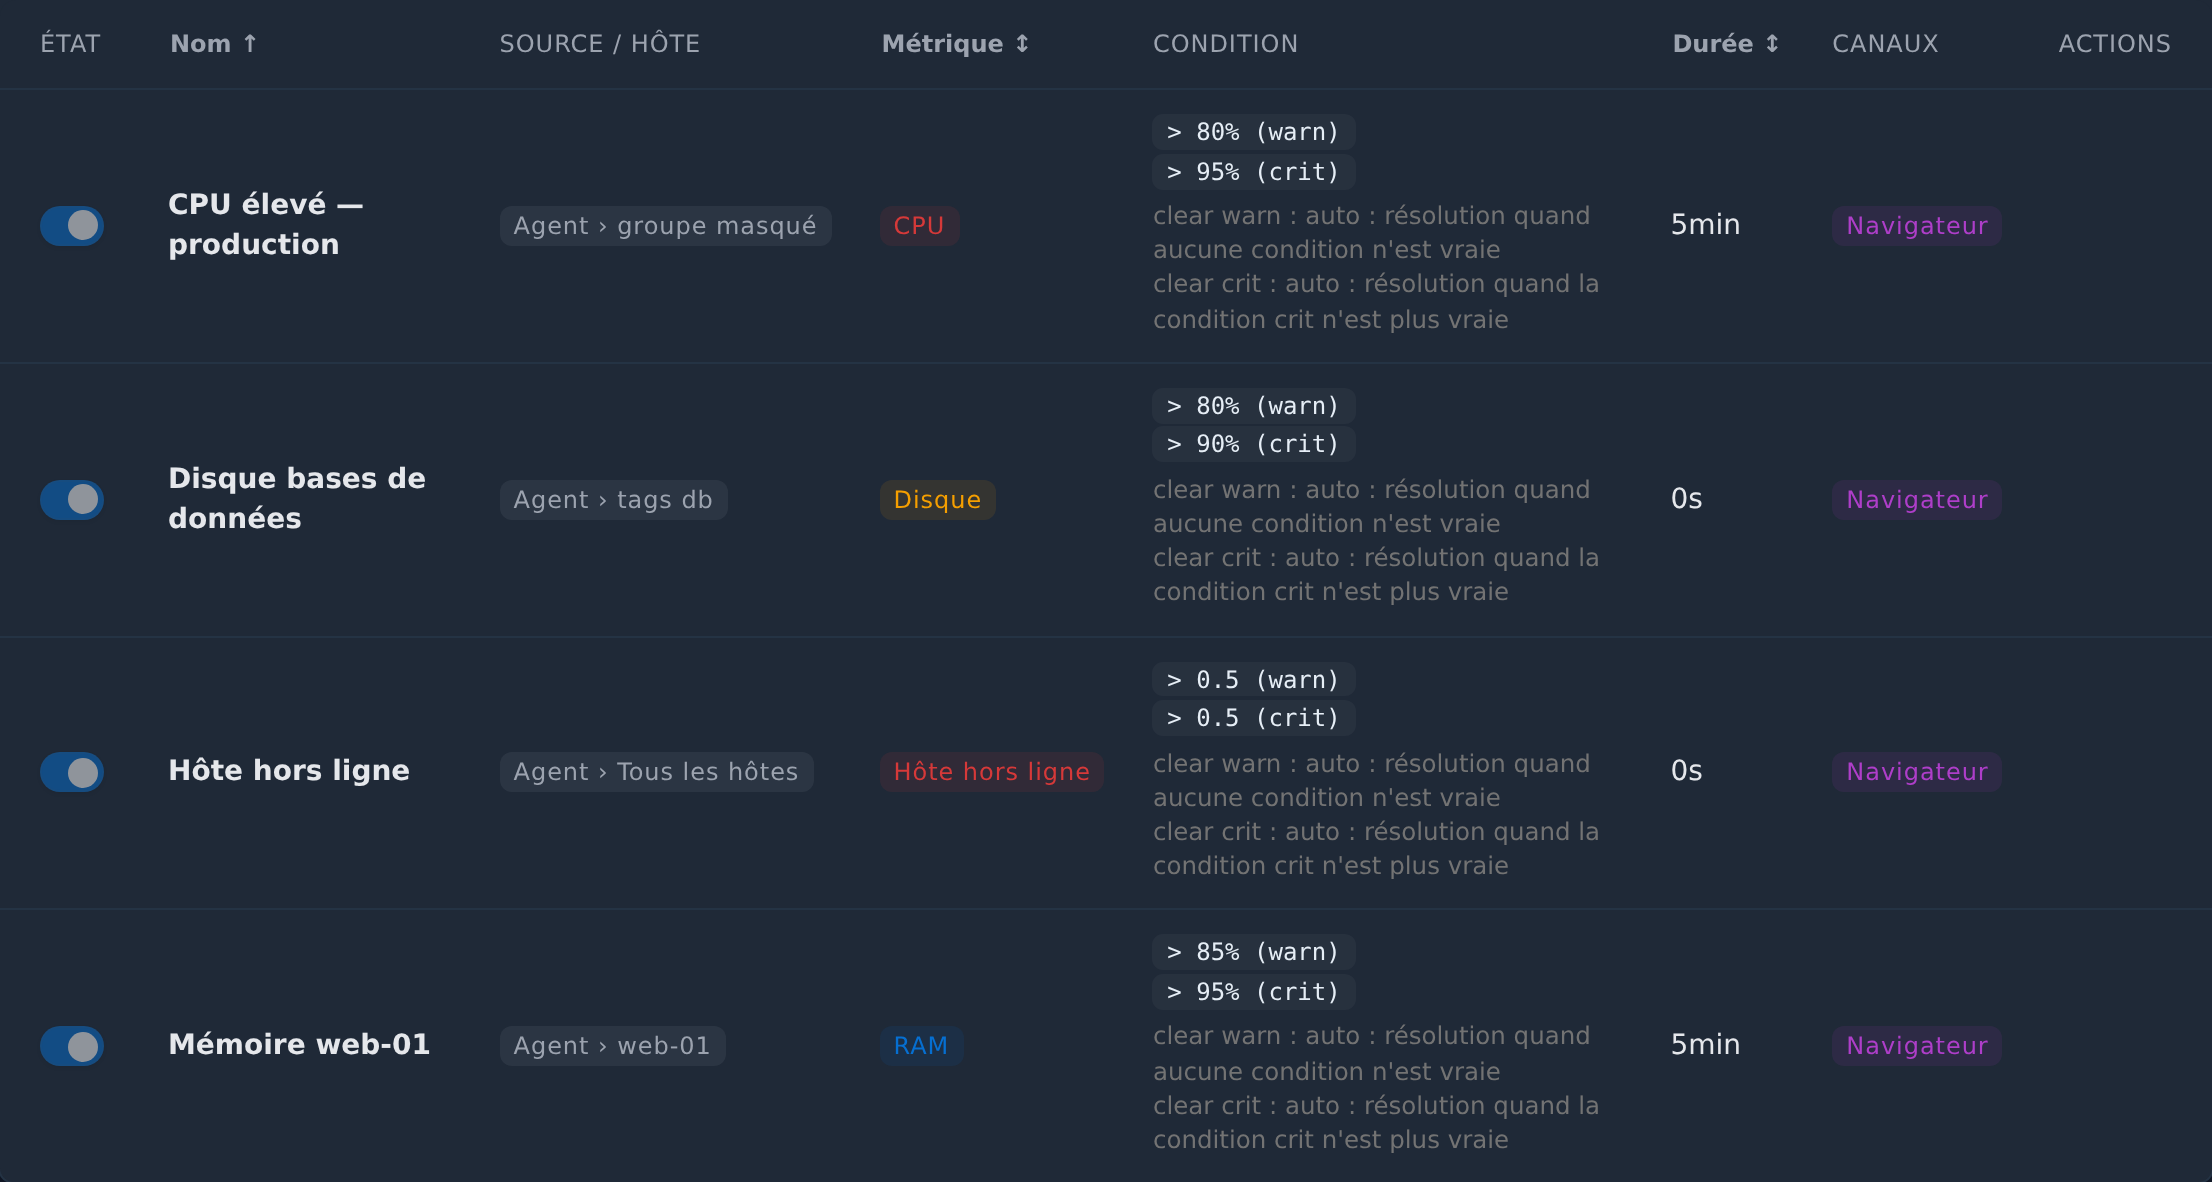 ÉTAT Nom ↑ SOURCE / HÔTE Métrique ↕ CONDITION Durée ↕ CANAUX ACTIONS
CPU élevé —
production
Agent › groupe masqué
CPU
> 80% (warn)
> 95% (crit)
clear warn : auto : résolution quand
aucune condition n'est vraie
clear crit : auto : résolution quand la
condition crit n'est plus vraie
5min
Navigateur
Disque bases de
données
Agent › tags db
Disque
> 80% (warn)
> 90% (crit)
clear warn : auto : résolution quand
aucune condition n'est vraie
clear crit : auto : résolution quand la
condition crit n'est plus vraie
0s
Navigateur
Hôte hors ligne
Agent › Tous les hôtes
Hôte hors ligne
> 0.5 (warn)
> 0.5 (crit)
clear warn : auto : résolution quand
aucune condition n'est vraie
clear crit : auto : résolution quand la
condition crit n'est plus vraie
0s
Navigateur
Mémoire web-01
Agent › web-01
RAM
> 85% (warn)
> 95% (crit)
clear warn : auto : résolution quand
aucune condition n'est vraie
clear crit : auto : résolution quand la
condition crit n'est plus vraie
5min
Navigateur